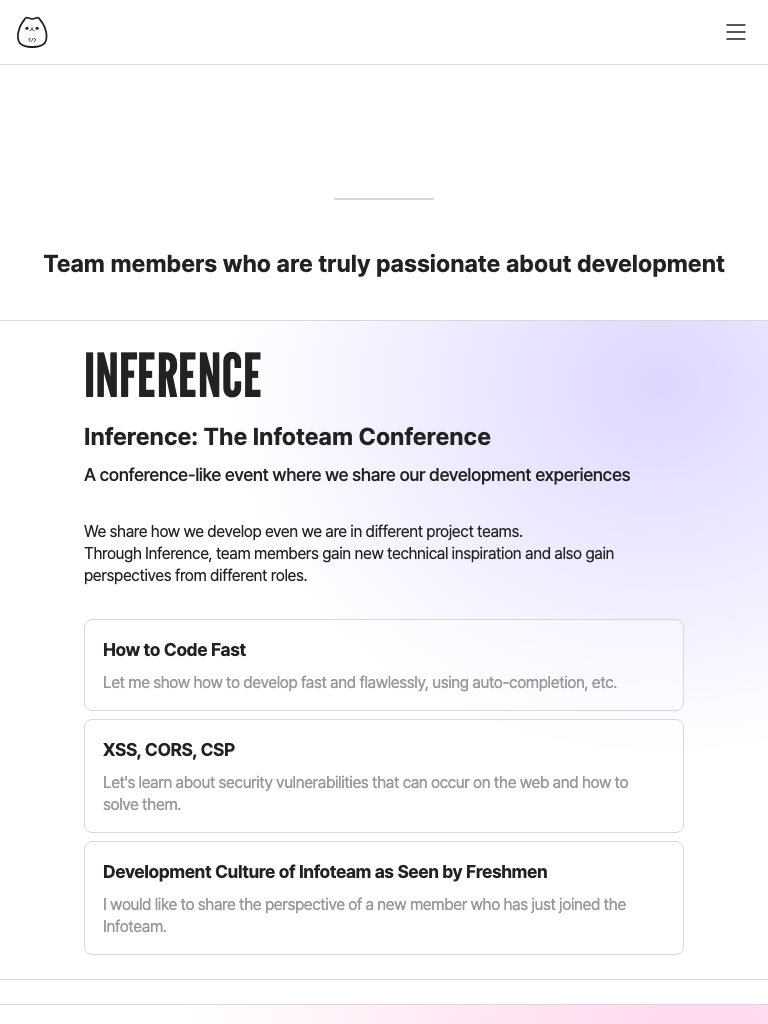 Team members who are truly passionate about development
INFERENCE
Inference: The Infoteam Conference
A conference-like event where we share our development experiences
We share how we develop even we are in different project teams.
Through Inference, team members gain new technical inspiration and also gain
perspectives from different roles.
How to Code Fast
Let me show how to develop fast and flawlessly, using auto-completion, etc.
XSS, CORS, CSP
Let's learn about security vulnerabilities that can occur on the web and how to
solve them.
Development Culture of Infoteam as Seen by Freshmen
I would like to share the perspective of a new member who has just joined the
Infoteam.